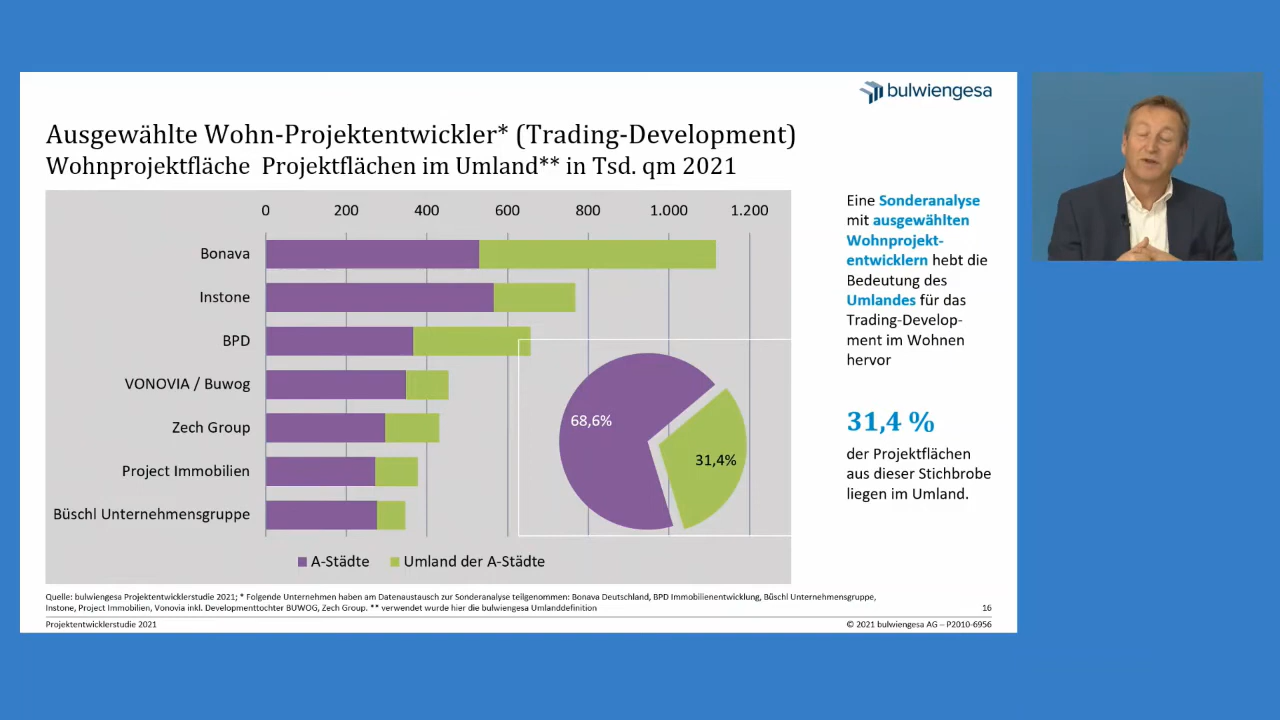 bulwiengesa
Ausgewählte Wohn-Projektentwickler* (Trading-Development)
Wohnprojektfläche Projektflächen im Umland** in Tsd. qm 2021
0 200 400 600 800 1.000 1.200
Bonava
Instone
BPD
VONOVIA / Buwog
Zech Group
Project Immobilien
Büschl Unternehmensgruppe
68,6%
31,4%
A-Städte Umland der A-Städte
Eine Sonderanalyse
mit ausgewählten
Wohnprojekt-
entwicklern hebt die
Bedeutung des
Umlandes für das
Trading-Develop-
ment im Wohnen
hervor
31,4 %
der Projektflächen
aus dieser Stichbrobe
liegen im Umland.
Quelle: bulwiengesa Projektentwicklerstudie 2021; * Folgende Unternehmen haben am Datenaustausch zur Sonderanalyse teilgenommen: Bonava Deutschland, BPD Immobilienentwicklung, Büschl Unternehmensgruppe,
Instone, Project Immobilien, Vonovia inkl. Developmenttochter BUWOG, Zech Group. ** verwendet wurde hier die bulwiengesa Umlanddefinition
16
Projektentwicklerstudie 2021
© 2021 bulwiengesa AG – P2010-6956